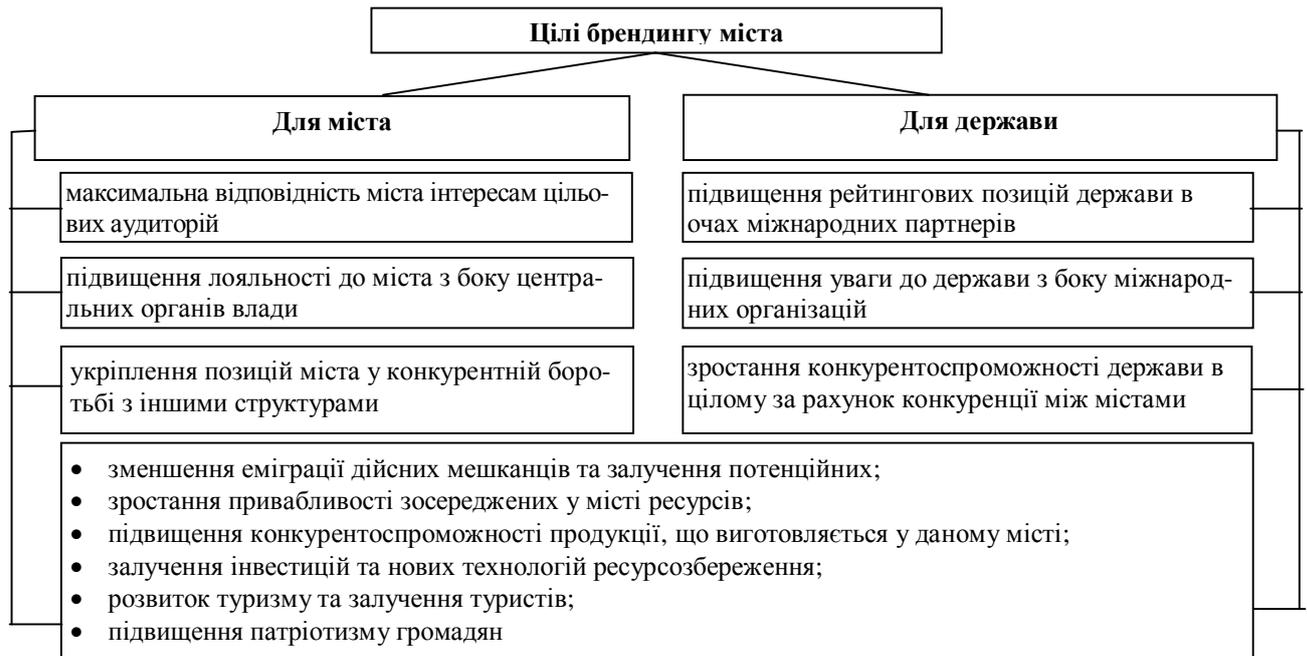 Цілі брендингу міста
Для міста
максимальна відповідність міста інтересам цільо-
вих аудиторій
підвищення лояльності до міста з боку центра-
льних органів влади
укріплення позицій міста у конкурентній боро-
тьбі з іншими структурами
Для держави
підвищення рейтингових позицій держави в
очах міжнародних партнерів
підвищення уваги до держави з боку міжнарод-
них організацій
зростання конкурентоспроможності держави в
цілому за рахунок конкуренції між містами
• зменшення еміграції дійсних мешканців та залучення потенційних;
• зростання привабливості зосереджених у місті ресурсів;
• підвищення конкурентоспроможності продукції, що виготовляється у даному місті;
• залучення інвестицій та нових технологій ресурсозбереження;
• розвиток туризму та залучення туристів;
• підвищення патріотизму громадян